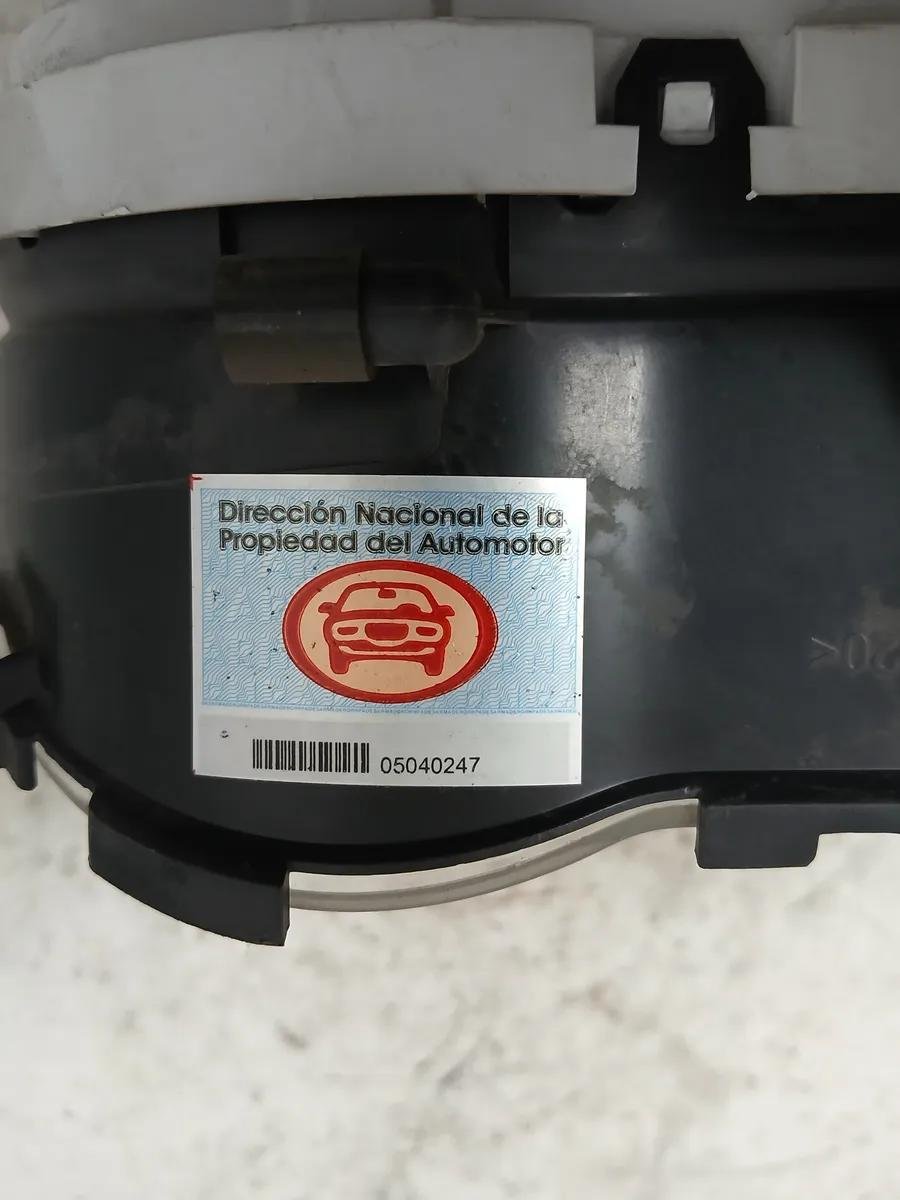 Dirección Nacional de la
Propiedad del Automotor
05040247